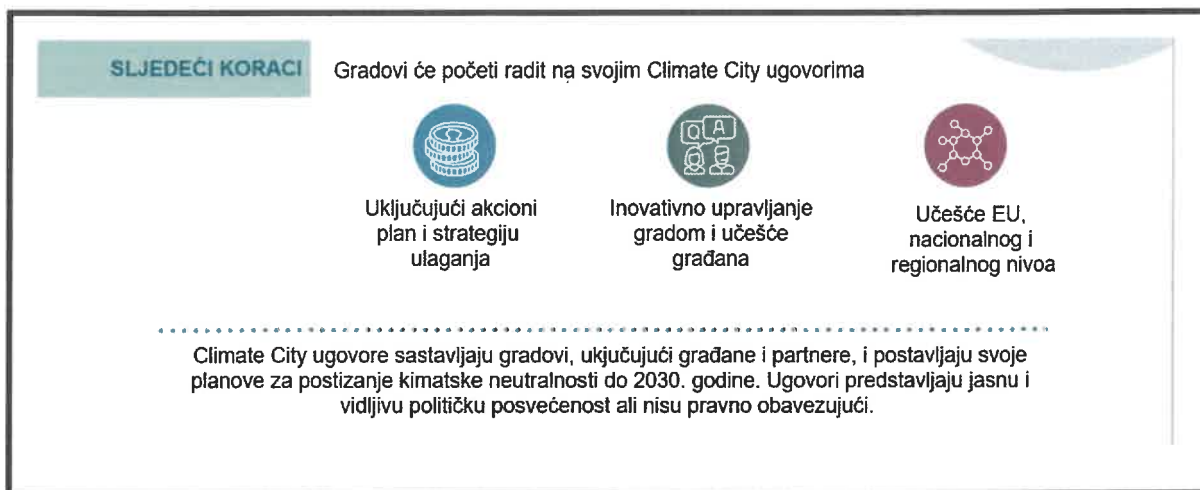 SLJEDEĆI KORACI
Gradovi će početi radit na svojim Climate City ugovorima
Q A
Uključujući akcioni
plan i strategiju
ulaganja
Inovativno upravljanje
gradom i učešće
građana
Učešće EU,
nacionalnog i
regionalnog nivoa
Climate City ugovore sastavljaju gradovi, ukjučujući građane i partnere, i postavljaju svoje
planove za postizanje kimatske neutralnosti do 2030. godine. Ugovori predstavljaju jasnu i
vidljivu političku posvećenost ali nisu pravno obavezujući.